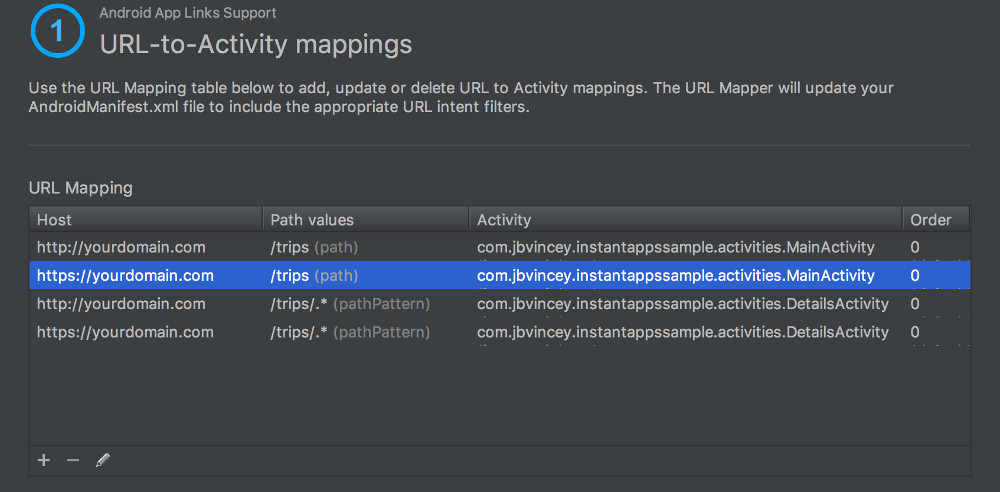 1
Android App Links Support
URL-to-Activity mappings
Use the URL Mapping table below to add, update or delete URL to Activity mappings. The URL Mapper will update your
AndroidManifest.xml file to include the appropriate URL intent filters.
URL Mapping
Host Path values Activity Order
http://yourdomain.com /trips (path) com.jbvincey.instantappssample.activities.MainActivity 0
https://yourdomain.com /trips (path) com.jbvincey.instantappssample.activities.MainActivity 0
http://yourdomain.com /trips/.* (pathPattern) com.jbvincey.instantappssample.activities.DetailsActivity 0
https://yourdomain.com /trips/.* (pathPattern) com.jbvincey.instantappssample.activities.DetailsActivity 0